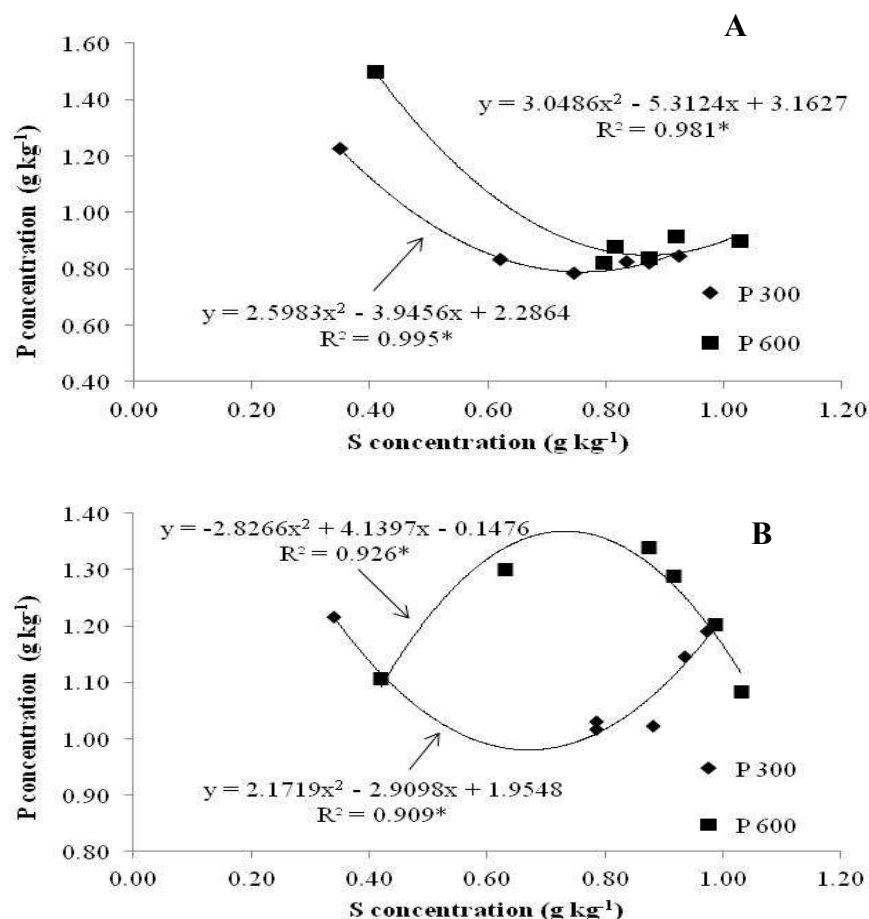 A
1.60
1.40
1.20
1.00
0.80
0.60
0.40
P concentration (g kg⁻¹)
y = 3.0486x² - 5.3124x + 3.1627
R² = 0.981*
y = 2.5983x² - 3.9456x + 2.2864
R² = 0.995*
P 300
P 600
0.00 0.20 0.40 0.60 0.80 1.00 1.20
S concentration (g kg⁻¹)
B
1.40
1.30
1.20
1.10
1.00
0.90
0.80
P concentration (g kg⁻¹)
y = -2.8266x² + 4.1397x - 0.1476
R² = 0.926*
y = 2.1719x² - 2.9098x + 1.9548
R² = 0.909*
P 300
P 600
0.00 0.20 0.40 0.60 0.80 1.00 1.20
S concentration (g kg⁻¹)